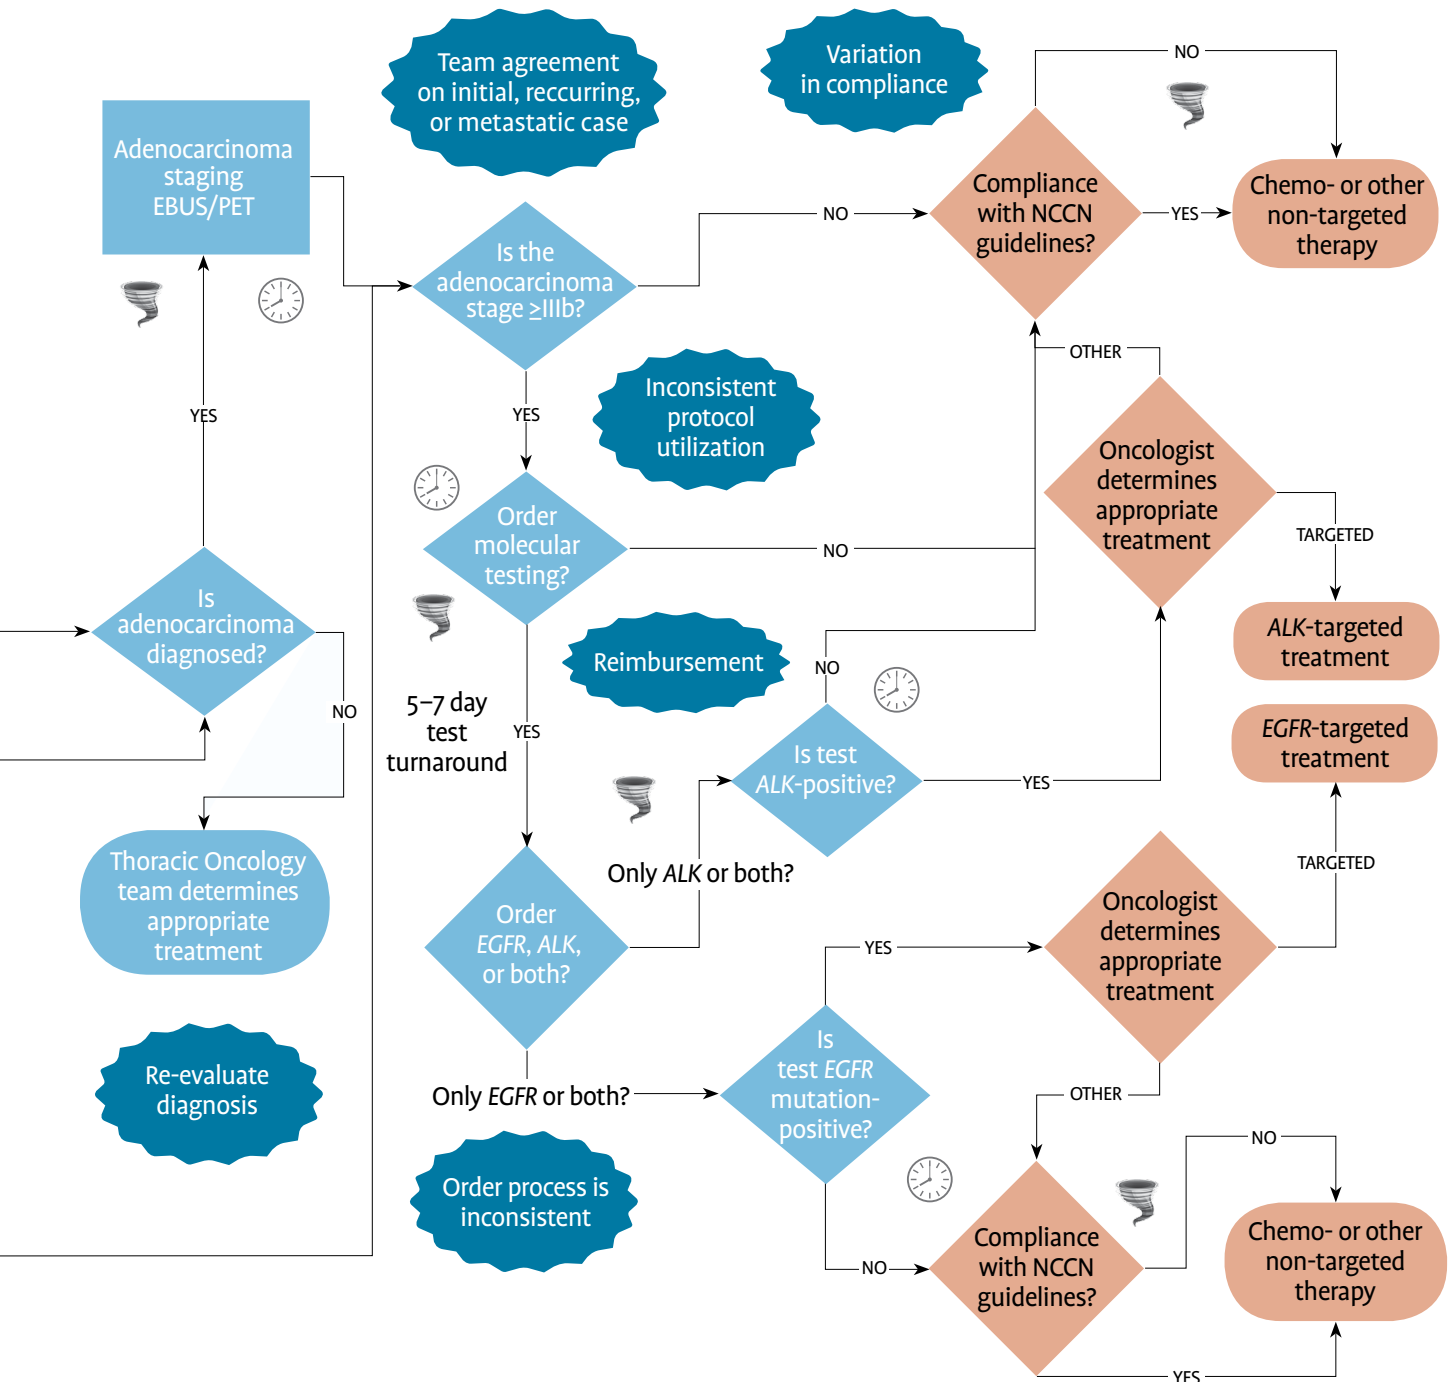 Team agreement
on initial, reccurring,
or metastatic case
Variation
in compliance
NO
Adenocarcinoma
staging
EBUS/PET
Compliance
with NCCN
guidelines?
YES
Chemo- or other
non-targeted
therapy
NO
Is the
adenocarcinoma
stage ≥IIIb?
OTHER
YES
YES
Inconsistent
protocol
utilization
Oncologist
determines
appropriate
treatment
TARGETED
Order
molecular
testing?
NO
Is
adenocarcinoma
diagnosed?
NO
ALK-targeted
treatment
Reimbursement
NO
5–7 day
test
turnaround
YES
EGFR-targeted
treatment
Is test
ALK-positive?
YES
Only ALK or both?
TARGETED
Thoracic Oncology
team determines
appropriate
treatment
Order
EGFR, ALK,
or both?
YES
Oncologist
determines
appropriate
treatment
Re-evaluate
diagnosis
Only EGFR or both?
Is
test EGFR
mutation-
positive?
OTHER
NO
Order process is
inconsistent
NO
Compliance
with NCCN
guidelines?
Chemo- or other
non-targeted
therapy
YES